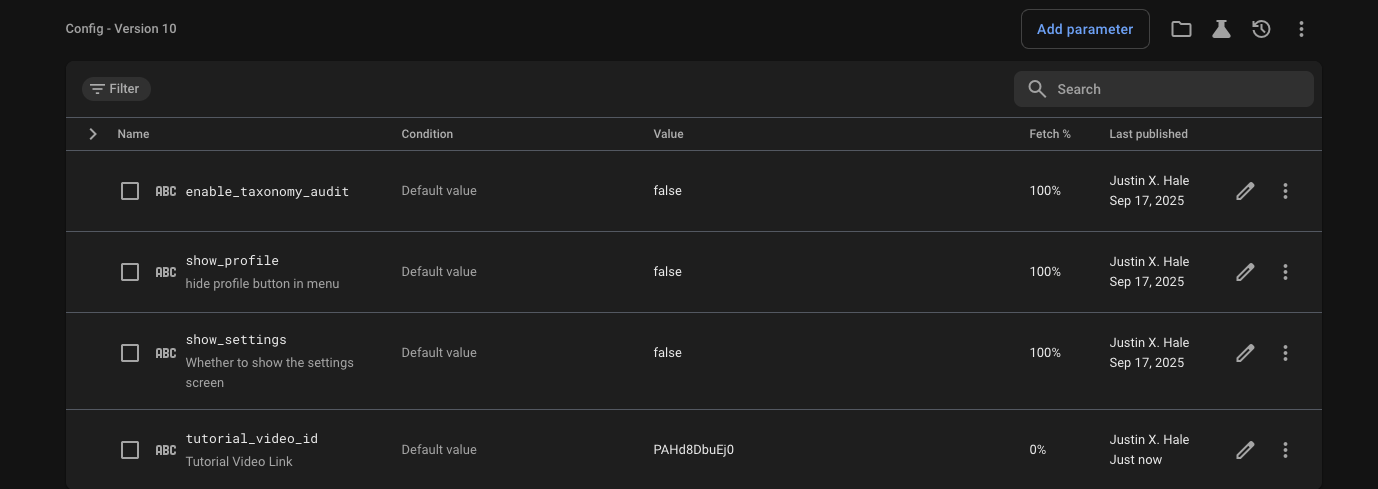 Config - Version 10
Add parameter
Filter
Search
Name Condition Value Fetch % Last published
ABC enable_taxonomy_audit Default value false 100% Justin X. Hale
Sep 17, 2025
ABC show_profile Default value false 100% Justin X. Hale
hide profile button in menu Sep 17, 2025
ABC show_settings Default value false 100% Justin X. Hale
Whether to show the settings Sep 17, 2025
screen
ABC tutorial_video_id Default value PAHd8DbuEj0 0% Justin X. Hale
Tutorial Video Link Just now